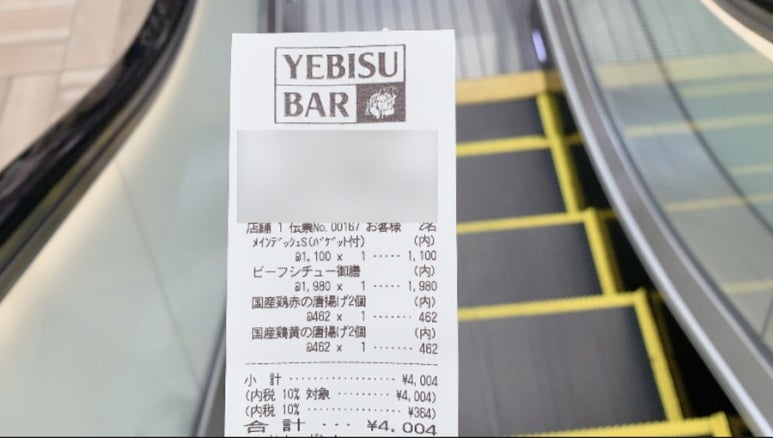 YEBISU
BAR
店舗 1 伝票No. 00167 お客様 2名
ﾒｲﾝﾃﾞｯｼｭS(ﾊﾞｹﾞｯﾄ付) (内)
@1,100 x 1 ····· 1,100
ビーフシチュー御膳 (内)
@1,980 x 1 ····· 1,980
国産鶏赤の唐揚げ2個 (内)
@462 x 1 ······· 462
国産鶏黄の唐揚げ2個 (内)
@462 x 1 ······· 462
小 計 ················ ¥4,004
(内税 10% 対象 ······· ¥4,004)
(内税 10% ············ ¥364)
合 計 ··· ¥4,004